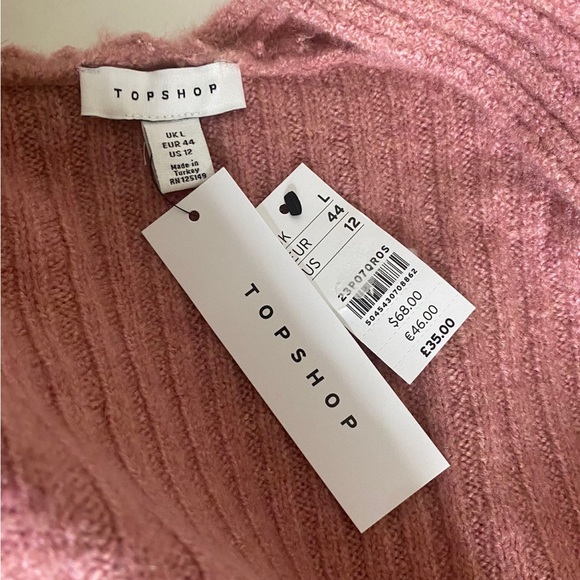 TOPSHOP
UK L
EUR 44
US 12
Made in
Turkey
RN 125149
TOPSHOP
K L
EUR 44
US 12
23P07QROS
5045430708862
$68.00
€46.00
£35.00